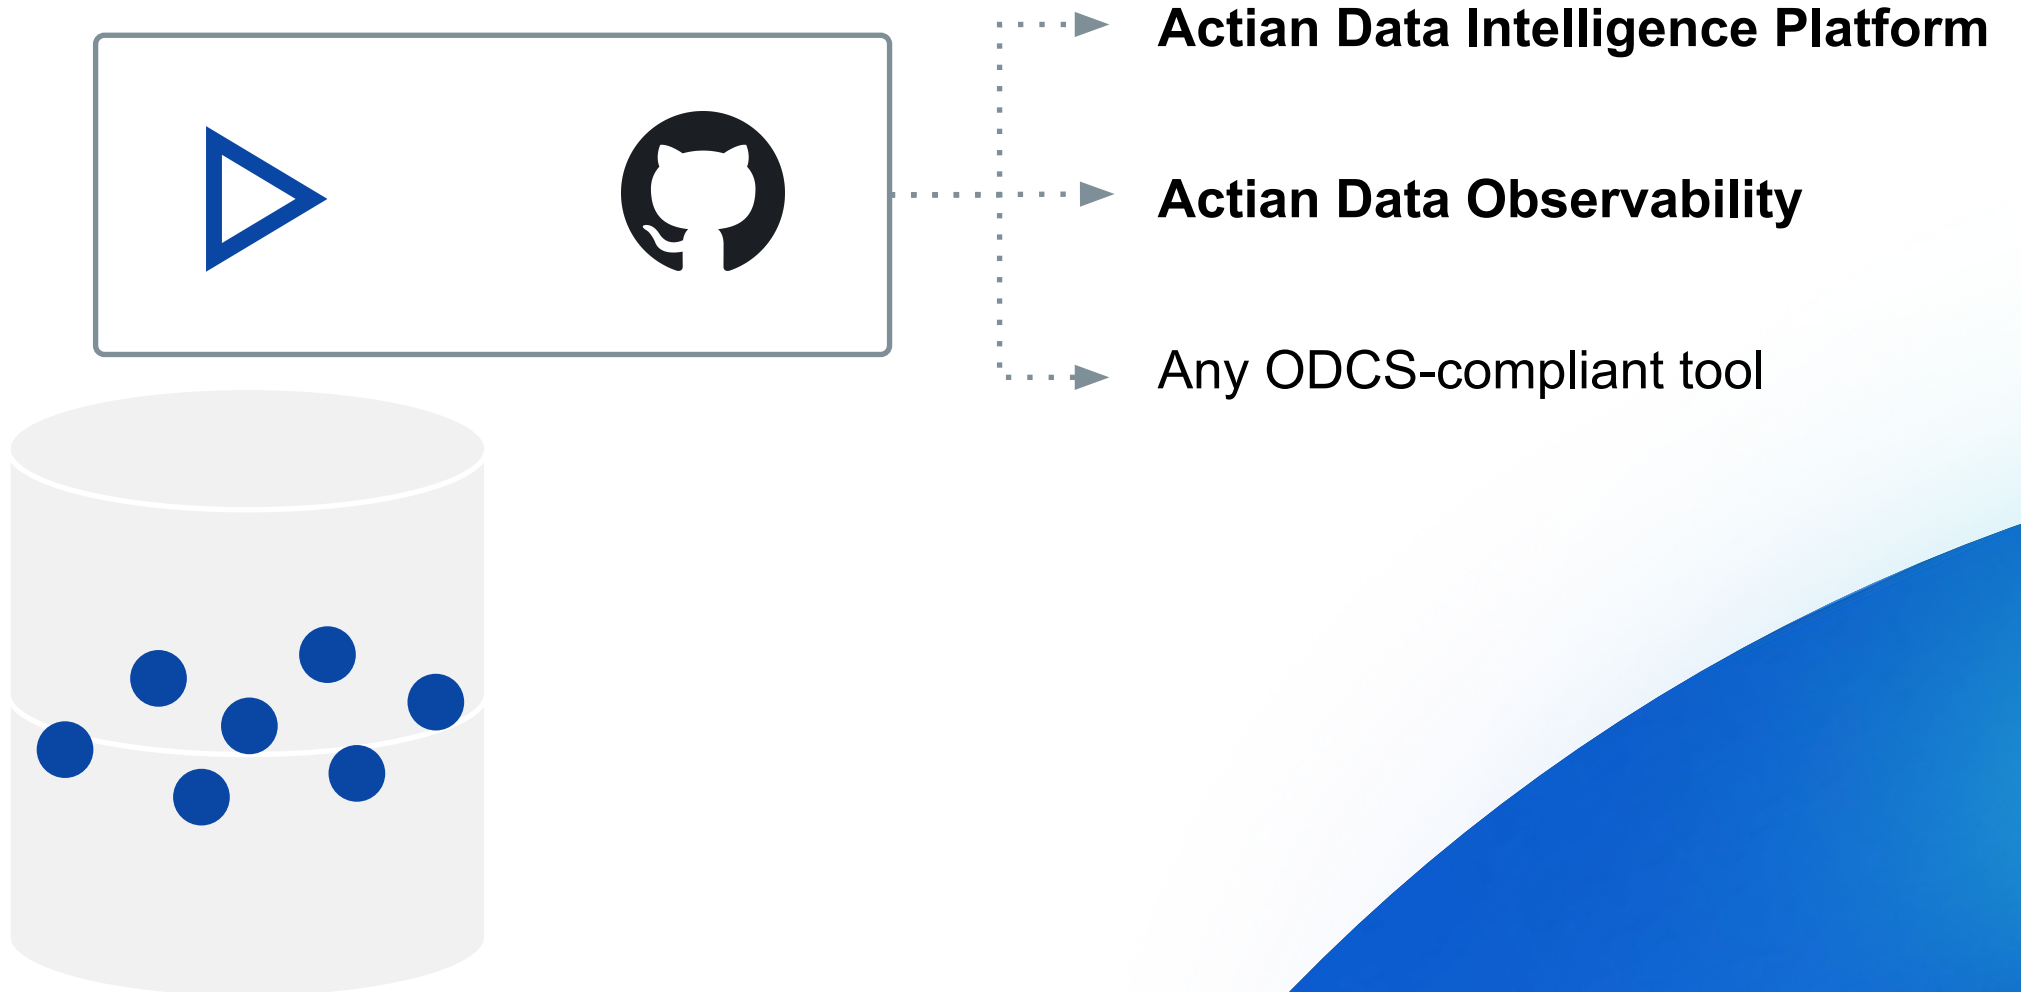 Actian Data Intelligence Platform
Actian Data Observability
Any ODCS-compliant tool